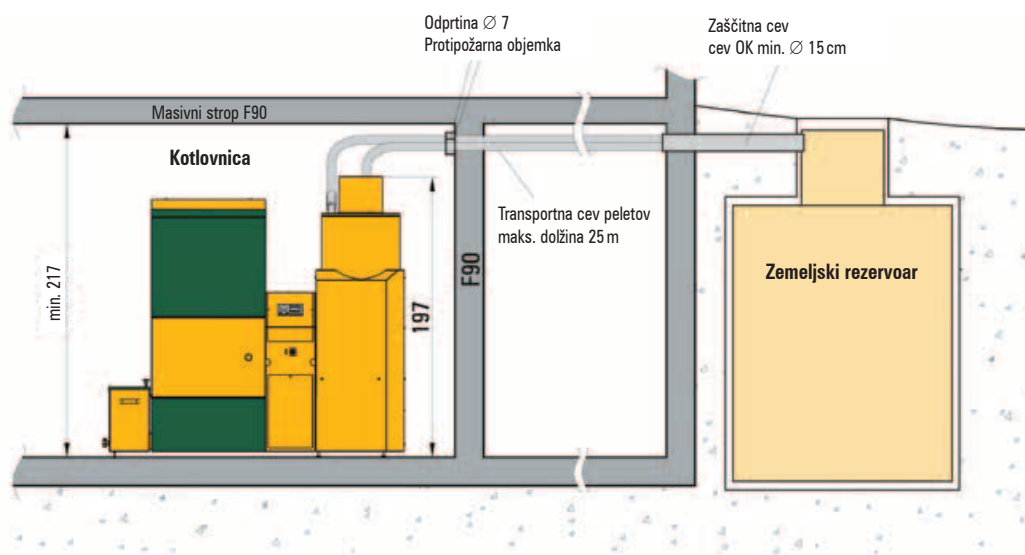 Odprtina ∅ 7
Protipožarna objemka
Zaščitna cev
cev OK min. ∅ 15 cm
Masivni strop F90
Kotlovnica
min. 217
197
F90
Transportna cev peletov
maks. dolžina 25 m
Zemeljski rezervoar